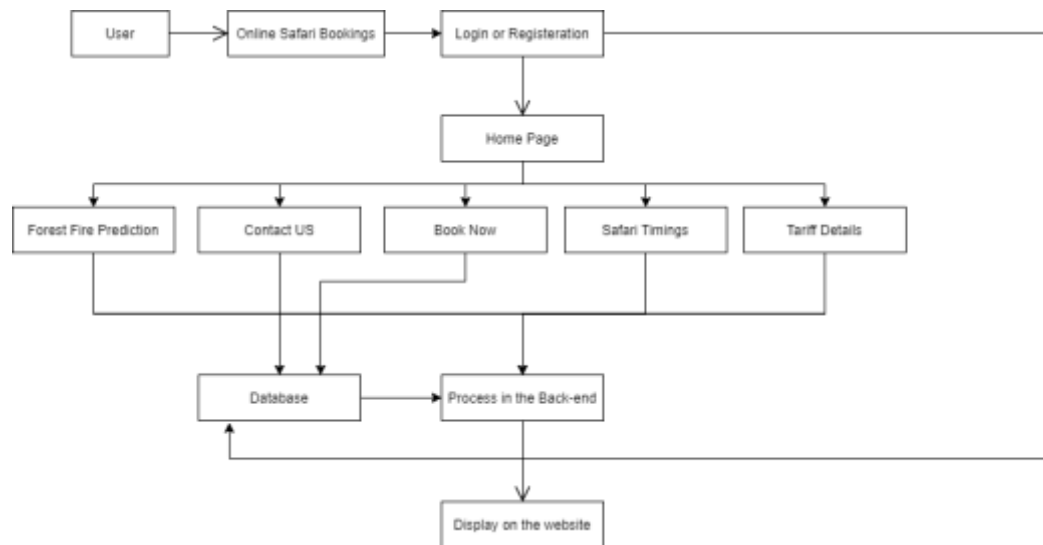 User
Online Safari Bookings
Login or Registeration
Home Page
Forest Fire Prediction
Contact US
Book Now
Safari Timings
Tariff Details
Database
Process in the Back-end
Display on the website